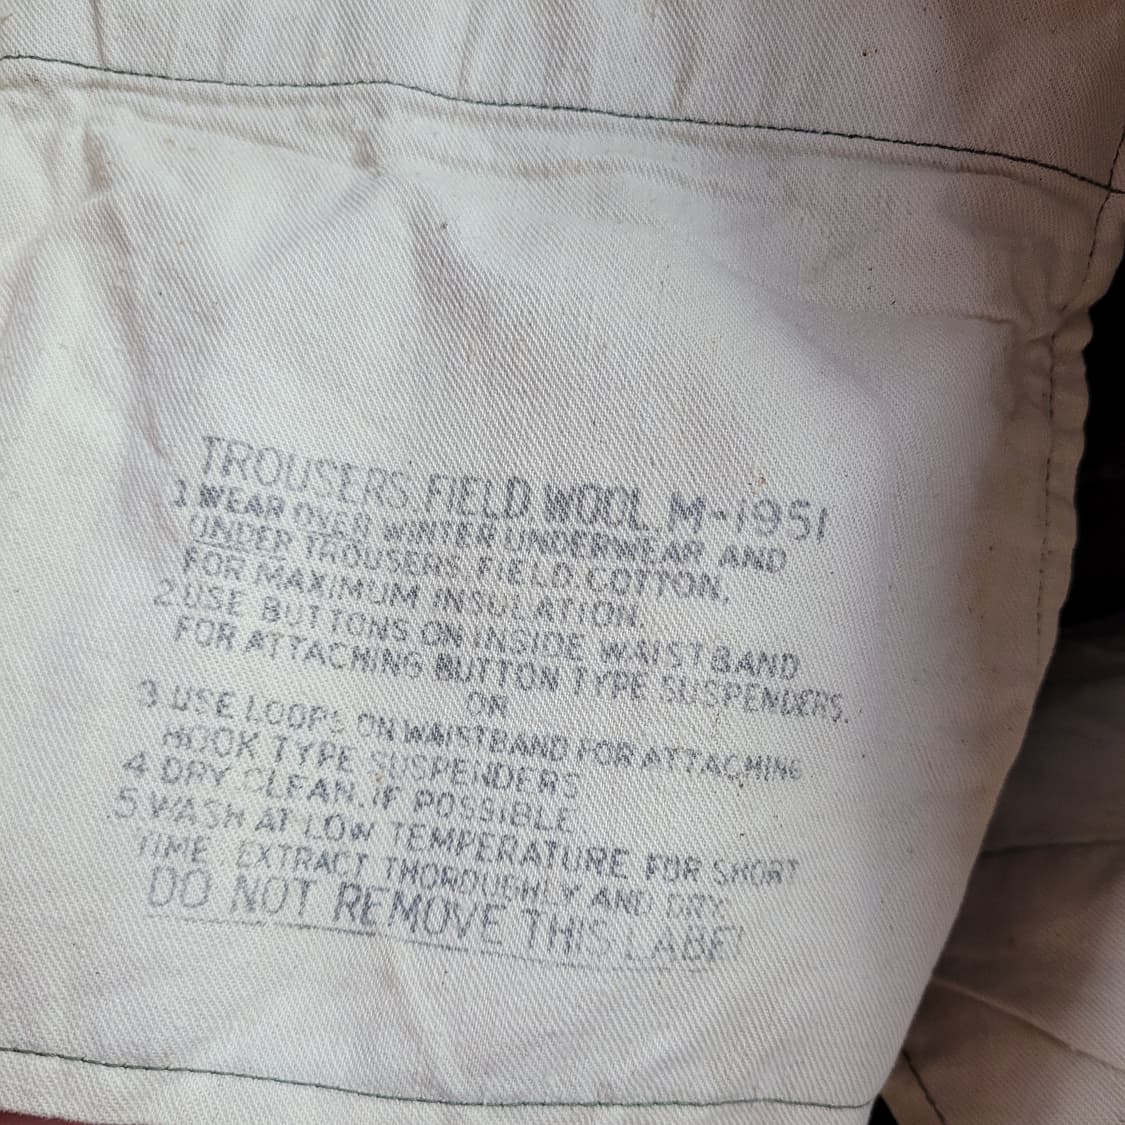 TROUSERS, FIELD WOOL, M-1951
1 WEAR OVER WINTER UNDERWEAR AND
UNDER TROUSERS, FIELD COTTON,
FOR MAXIMUM INSULATION.
2 USE BUTTONS ON INSIDE WAISTBAND
FOR ATTACHING BUTTON TYPE SUSPENDERS.
OR
3 USE LOOPS ON WAISTBAND FOR ATTACHING
HOOK TYPE SUSPENDERS
4 DRY CLEAN, IF POSSIBLE
5 WASH AT LOW TEMPERATURE FOR SHORT
TIME. EXTRACT THOROUGHLY AND DRY.
DO NOT REMOVE THIS LABEL